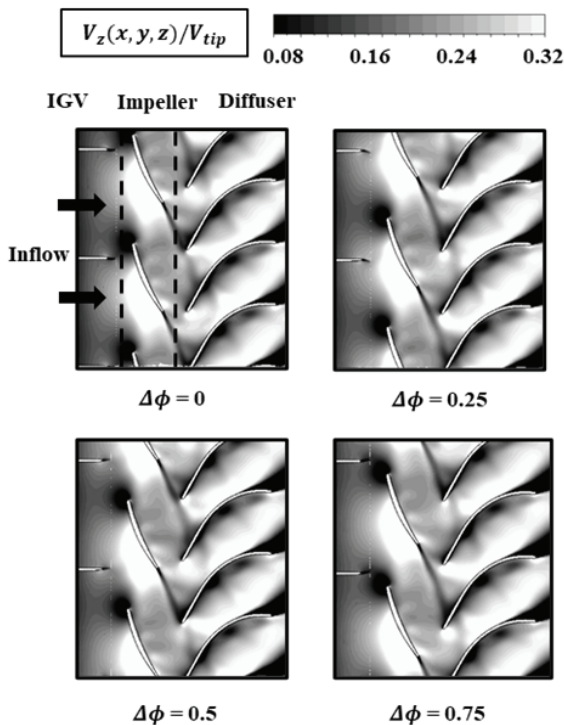 V_z(x, y, z)/V_tip
0.08 0.16 0.24 0.32
IGV Impeller Diffuser
Inflow
Δϕ = 0
Δϕ = 0.25
Δϕ = 0.5
Δϕ = 0.75